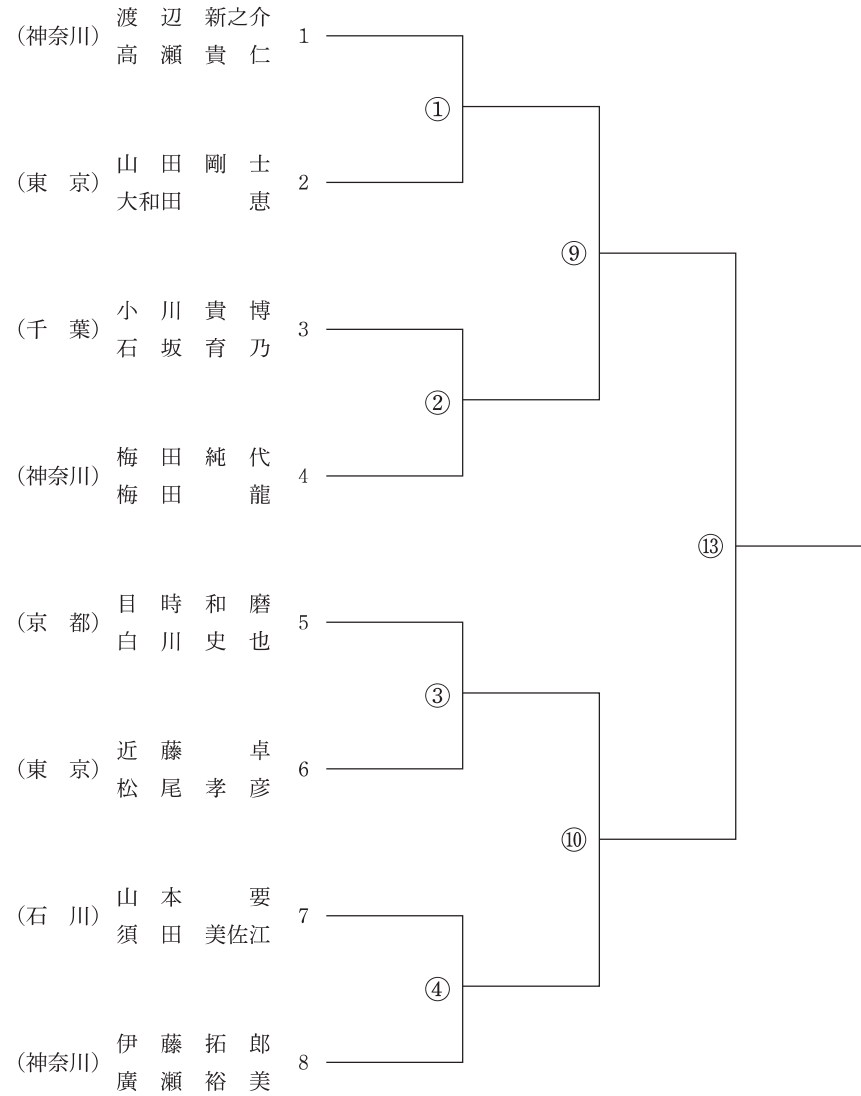 渡辺 新之介
(神奈川) 1
高瀬貴仁
①
山田剛士
(東京) 2
大和田 恵
⑨
小川貴博
(千葉) 3
石坂育乃
②
梅田純代
(神奈川) 4
梅田 龍
⑬
目時和磨
(京都) 5
白川史也
③
近藤 卓
(東京) 6
松尾孝彦
⑩
山本 要
(石川) 7
須田 美佐江
④
伊藤拓郎
(神奈川) 8
廣瀬裕美